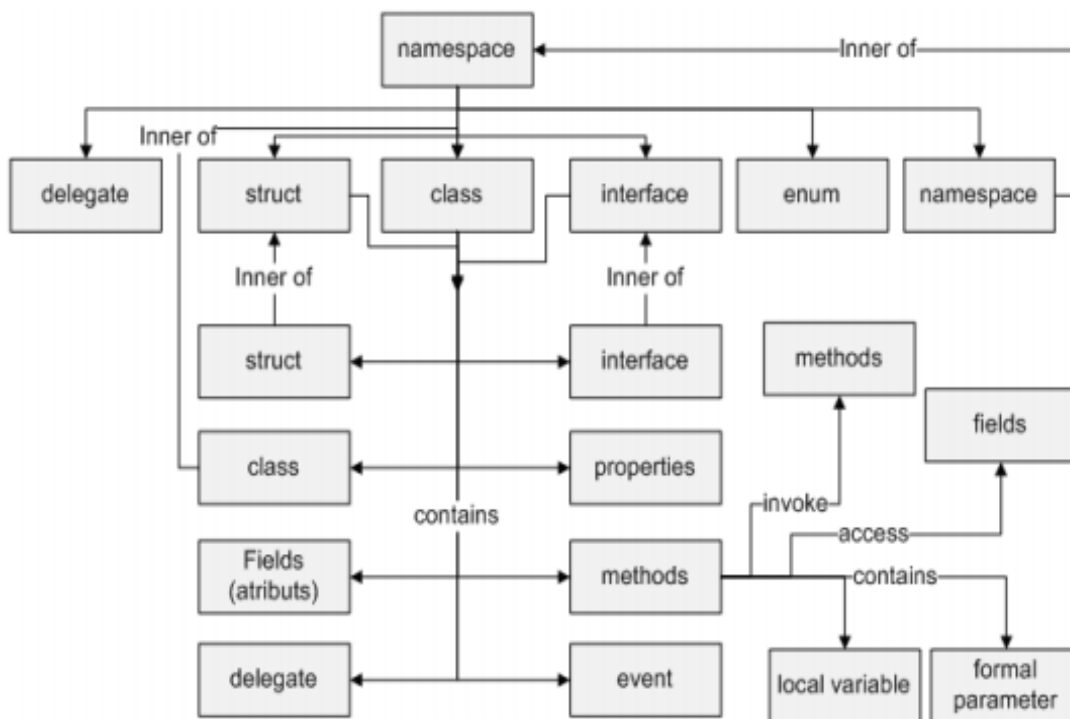 namespace
Inner of
Inner of
delegate
struct
class
interface
enum
namespace
Inner of
Inner of
struct
interface
methods
fields
class
properties
invoke
contains
access
Fields
(atributs)
methods
contains
delegate
event
local variable
formal
parameter